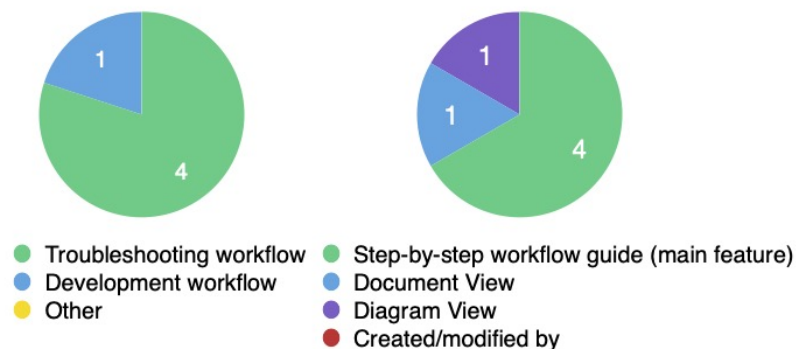 1
4
1
1
4
Troubleshooting workflow
Development workflow
Other
Step-by-step workflow guide (main feature)
Document View
Diagram View
Created/modified by